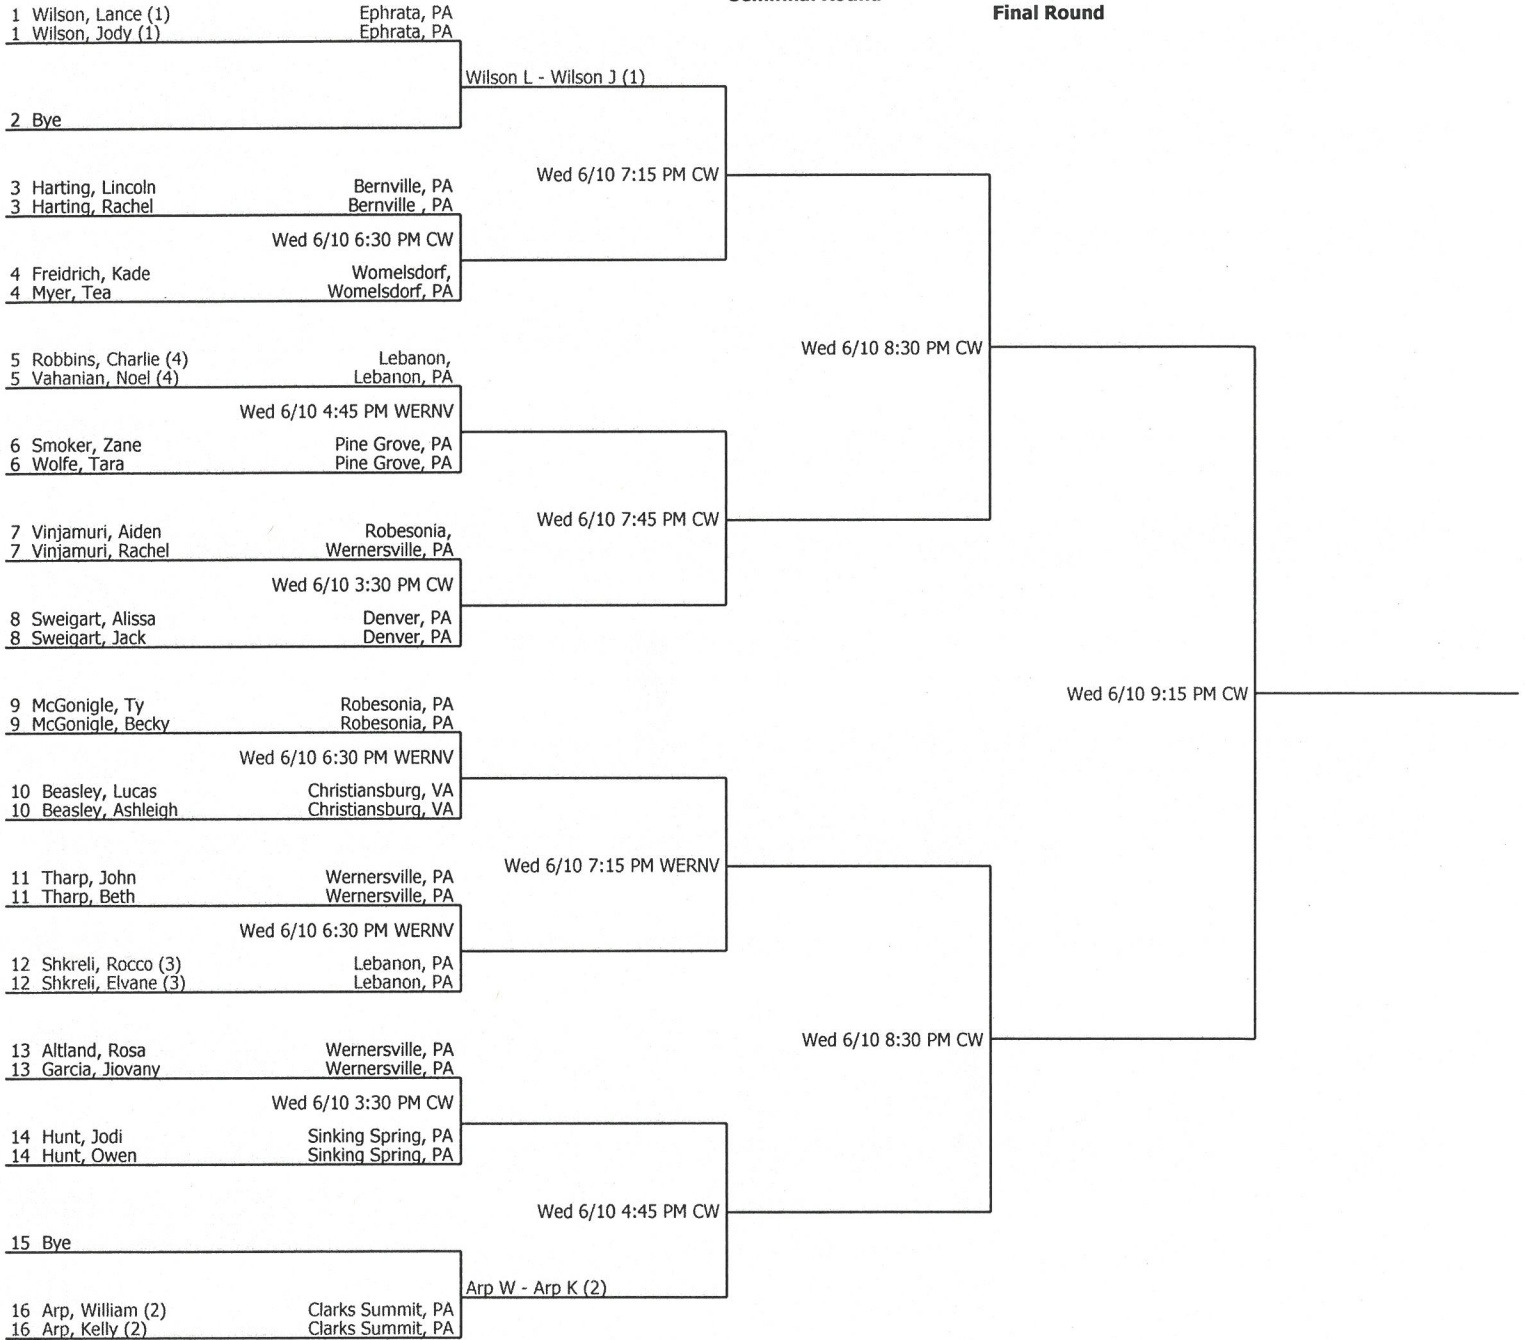 Final Round
1 Wilson, Lance (1) Ephrata, PA
1 Wilson, Jody (1) Ephrata, PA
Wilson L - Wilson J (1)
2 Bye
Wed 6/10 7:15 PM CW
3 Harting, Lincoln Bernville, PA
3 Harting, Rachel Bernville , PA
Wed 6/10 6:30 PM CW
4 Freidrich, Kade Womelsdorf,
4 Myer, Tea Womelsdorf, PA
Wed 6/10 8:30 PM CW
5 Robbins, Charlie (4) Lebanon,
5 Vahanian, Noel (4) Lebanon, PA
Wed 6/10 4:45 PM WERNV
6 Smoker, Zane Pine Grove, PA
6 Wolfe, Tara Pine Grove, PA
Wed 6/10 7:45 PM CW
7 Vinjamuri, Aiden Robesonia,
7 Vinjamuri, Rachel Wernersville, PA
Wed 6/10 3:30 PM CW
8 Sweigart, Alissa Denver, PA
8 Sweigart, Jack Denver, PA
Wed 6/10 9:15 PM CW
9 McGonigle, Ty Robesonia, PA
9 McGonigle, Becky Robesonia, PA
Wed 6/10 6:30 PM WERNV
10 Beasley, Lucas Christiansburg, VA
10 Beasley, Ashleigh Christiansburg, VA
Wed 6/10 7:15 PM WERNV
11 Tharp, John Wernersville, PA
11 Tharp, Beth Wernersville, PA
Wed 6/10 6:30 PM WERNV
12 Shkreli, Rocco (3) Lebanon, PA
12 Shkreli, Elvane (3) Lebanon, PA
Wed 6/10 8:30 PM CW
13 Altland, Rosa Wernersville, PA
13 Garcia, Jiovany Wernersville, PA
Wed 6/10 3:30 PM CW
14 Hunt, Jodi Sinking Spring, PA
14 Hunt, Owen Sinking Spring, PA
Wed 6/10 4:45 PM CW
15 Bye
Arp W - Arp K (2)
16 Arp, William (2) Clarks Summit, PA
16 Arp, Kelly (2) Clarks Summit, PA